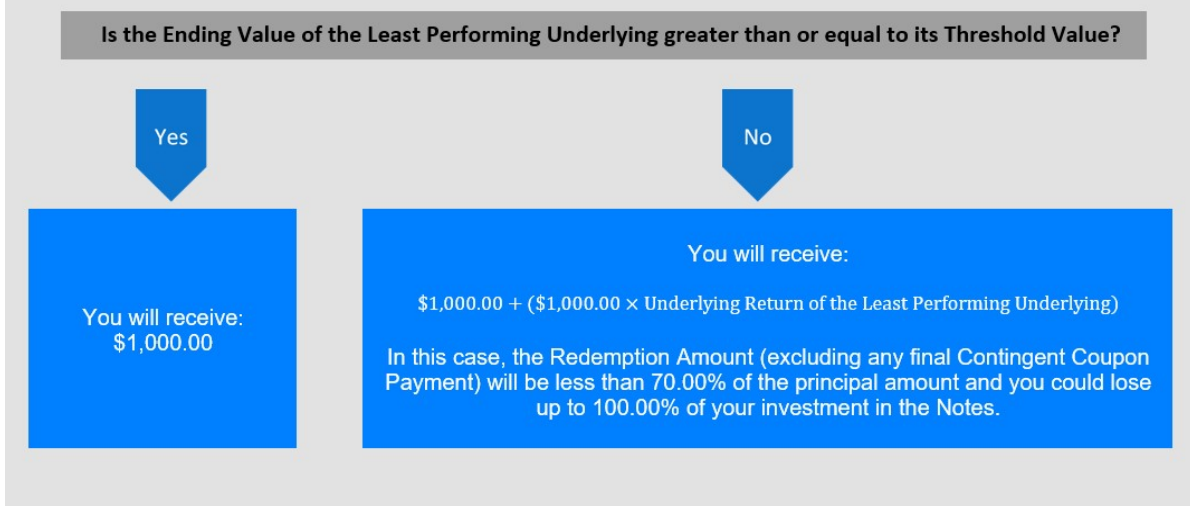 Is the Ending Value of the Least Performing Underlying greater than or equal to its Threshold Value?
Yes
No
You will receive:
$1,000.00
You will receive:
$1,000.00 + ($1,000.00 × Underlying Return of the Least Performing Underlying)
In this case, the Redemption Amount (excluding any final Contingent Coupon
Payment) will be less than 70.00% of the principal amount and you could lose
up to 100.00% of your investment in the Notes.